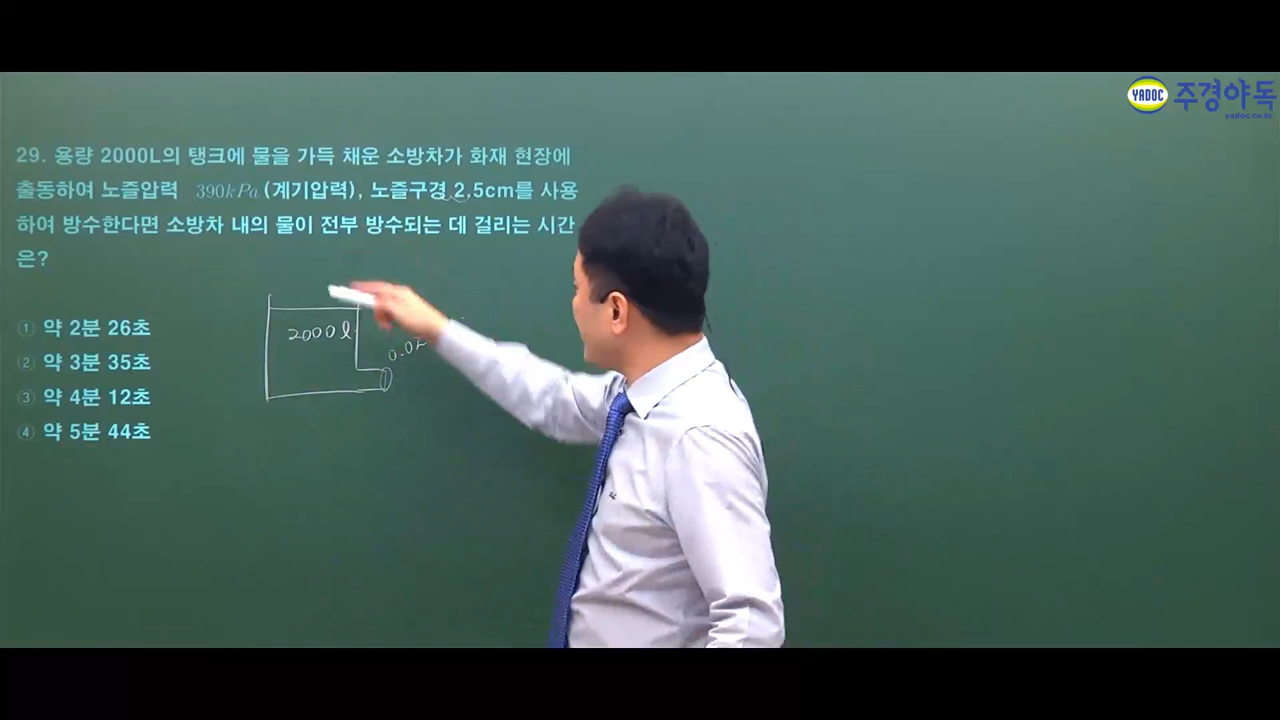 YADOC 주경야독
yadoc.co.kr
29. 용량 2000L의 탱크에 물을 가득 채운 소방차가 화재 현장에
출동하여 노즐압력 390kPa (계기압력), 노즐구경 2.5cm를 사용
하여 방수한다면 소방차 내의 물이 전부 방수되는 데 걸리는 시간
은?
① 약 2분 26초
② 약 3분 35초
③ 약 4분 12초
④ 약 5분 44초
2000ℓ